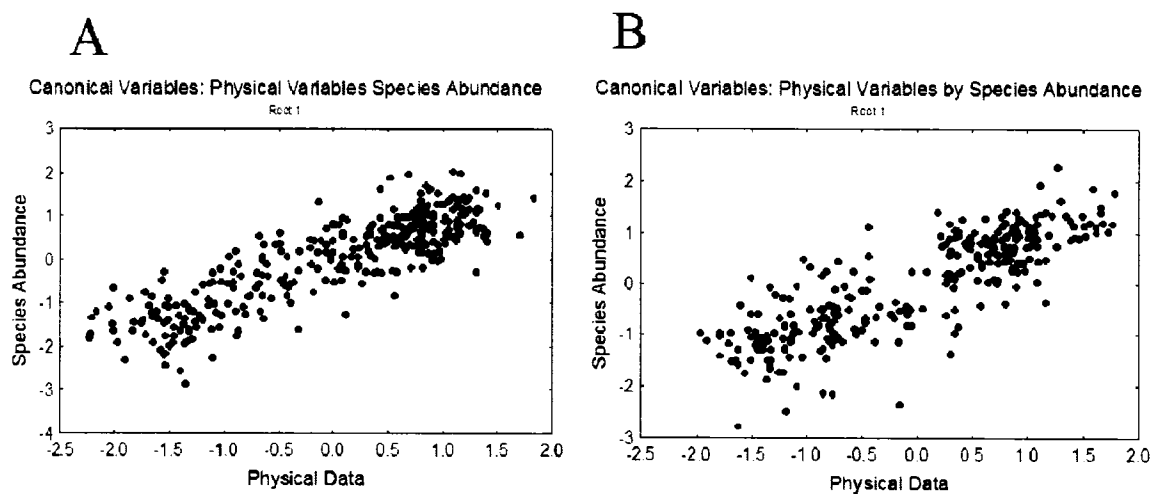 A
Canonical Variables: Physical Variables Species Abundance
Root 1
3
2
1
0
-1
-2
-3
-4
Species Abundance
-2.5 -2.0 -1.5 -1.0 -0.5 0.0 0.5 1.0 1.5 2.0
Physical Data
B
Canonical Variables: Physical Variables by Species Abundance
Root 1
3
2
1
0
-1
-2
-3
Species Abundance
-2.5 -2.0 -1.5 -1.0 -0.5 0.0 0.5 1.0 1.5 2.0
Physical Data